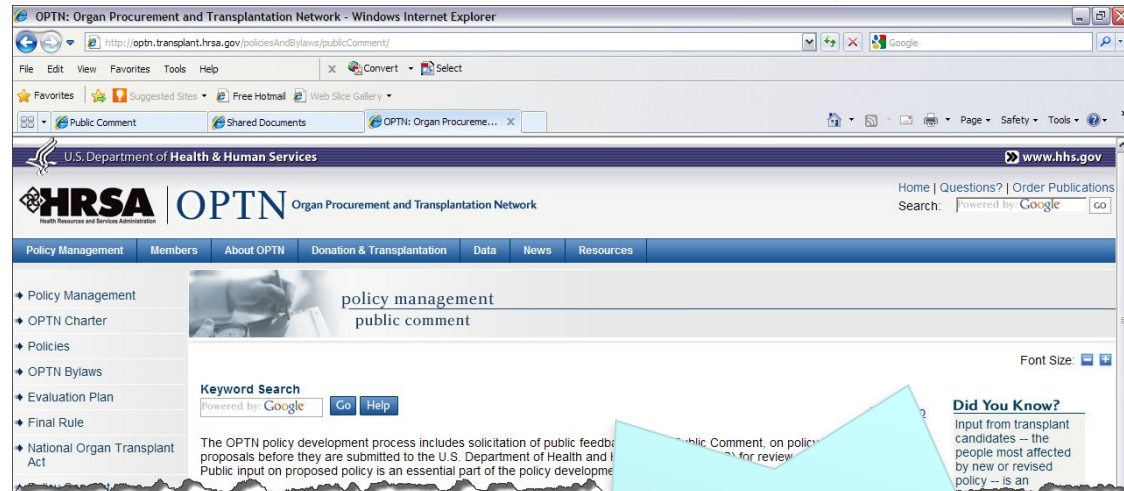 OPTN: Organ Procurement and Transplantation Network - Windows Internet Explorer
http://optn.transplant.hrsa.gov/policiesAndBylaws/publicComment/
Google
File Edit View Favorites Tools Help
x Convert Select
Favorites Suggested Sites Free Hotmail Web Slice Gallery
Public Comment Shared Documents OPTN: Organ Procureme... X
Page Safety Tools
U.S. Department of Health & Human Services
www.hhs.gov
HRSA
Health Resources and Services Administration
OPTN Organ Procurement and Transplantation Network
Home | Questions? | Order Publications
Search: Powered by: Google GO
Policy Management Members About OPTN Donation & Transplantation Data News Resources
Policy Management
OPTN Charter
Policies
OPTN Bylaws
Evaluation Plan
Final Rule
National Organ Transplant
Act
policy management
public comment
Font Size:
Keyword Search
Powered by: Google Go Help
The OPTN policy development process includes solicitation of public Public Comment, on policy
proposals before they are submitted to the U.S. Department of Health and for review
Public input on proposed policy is an essential part of the policy
Did You Know?
Input from transplant
candidates -- the
people most affected
by new or revised
policy -- is an